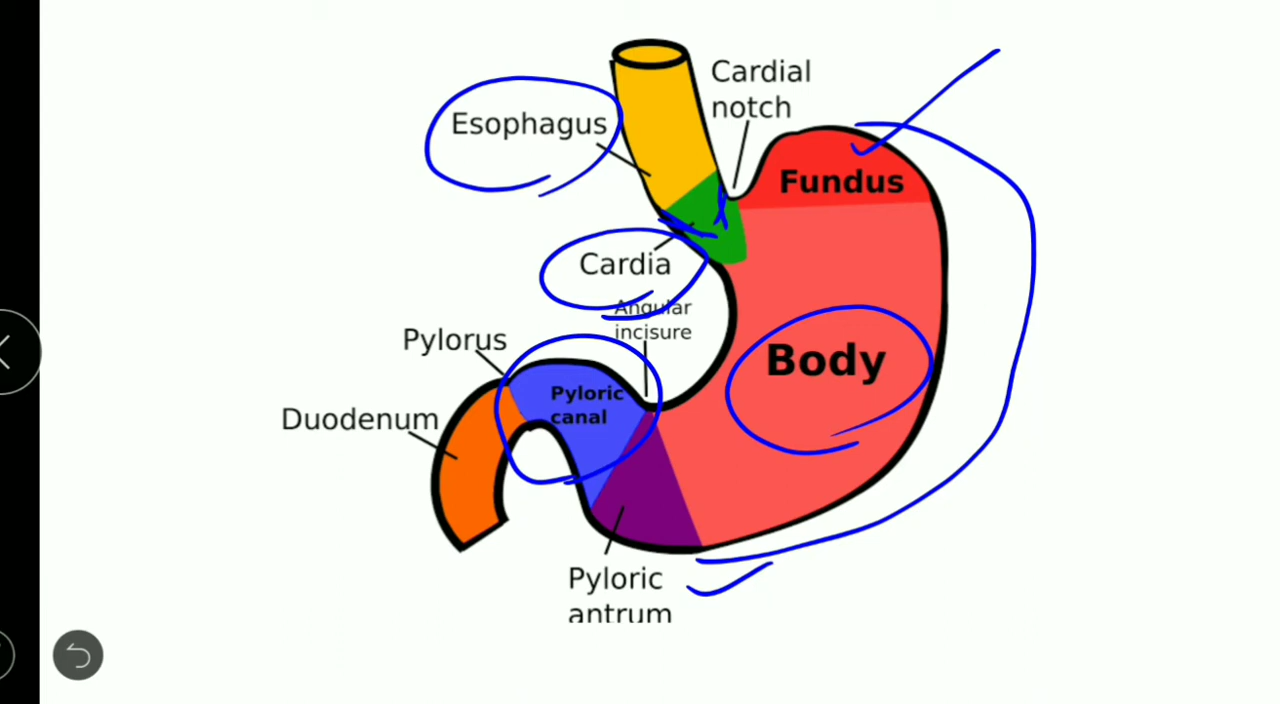 Cardial
notch
Esophagus
Fundus
Cardia
Angular
incisure
Pylorus
Body
Pyloric
canal
Duodenum
Pyloric
antrum